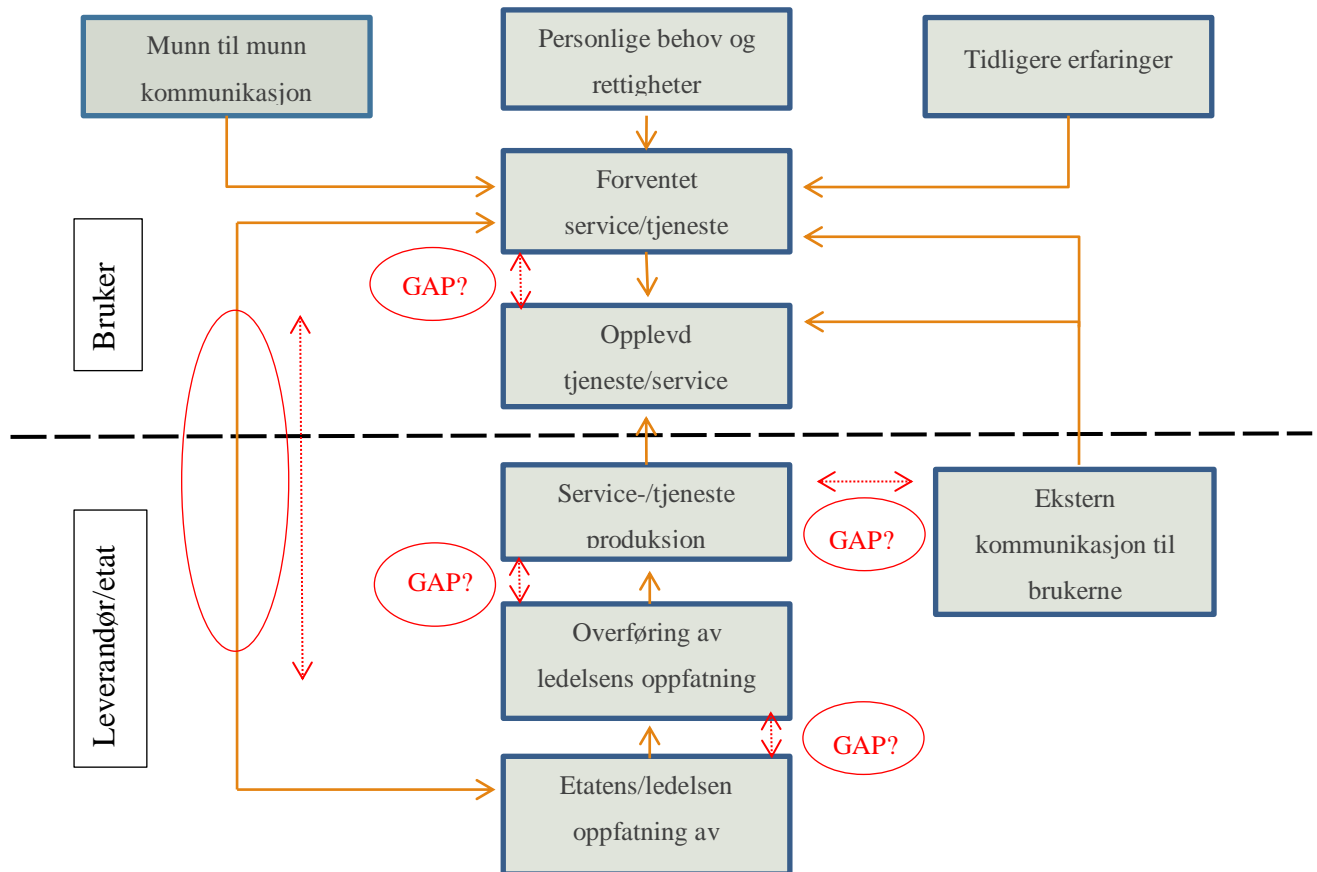 Munn til munn
kommunikasjon
Personlige behov og
rettigheter
Tidligere erfaringer
Forventet
service/tjeneste
Bruker
GAP?
Opplevd
tjeneste/service
Service-/tjeneste
produksjon
GAP?
Ekstern
kommunikasjon til
brukerne
Leverandør/etat
GAP?
Overføring av
ledelsens oppfatning
GAP?
Etatens/ledelsen
oppfatning av